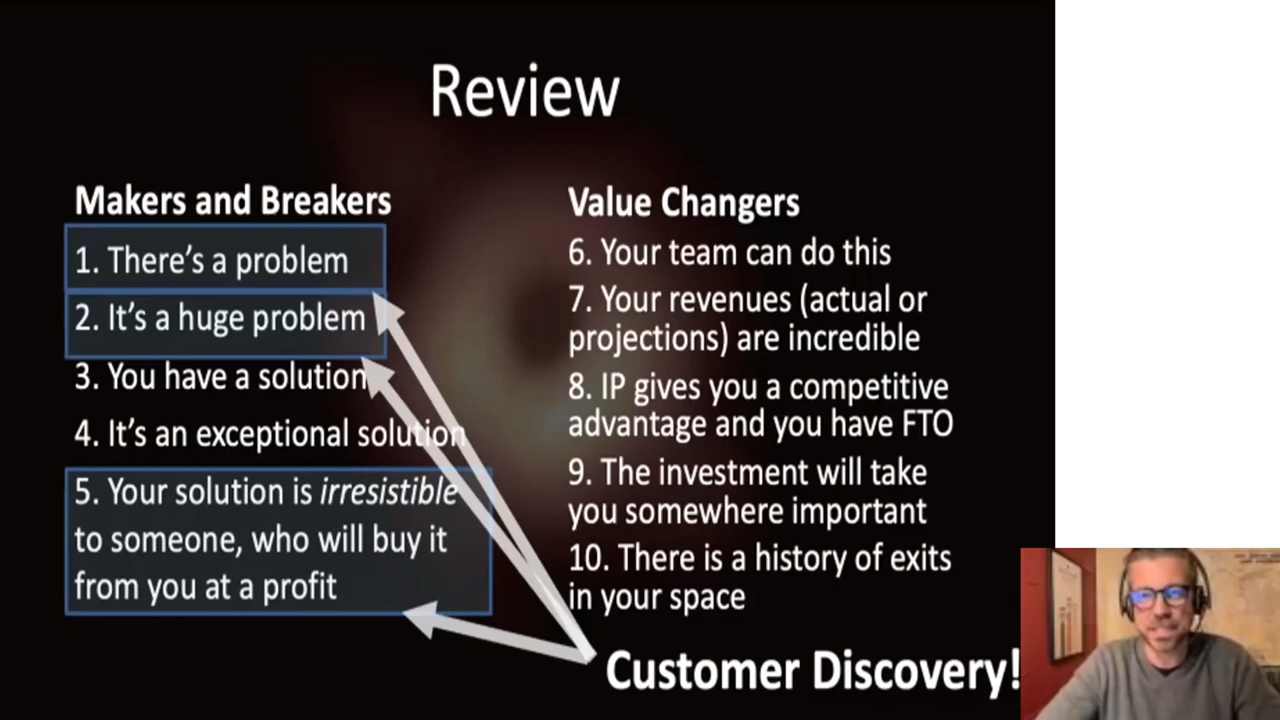 Review
Makers and Breakers
1. There’s a problem
2. It’s a huge problem
3. You have a solution
4. It’s an exceptional solution
5. Your solution is irresistible
to someone, who will buy it
from you at a profit
Value Changers
6. Your team can do this
7. Your revenues (actual or
projections) are incredible
8. IP gives you a competitive
advantage and you have FTO
9. The investment will take
you somewhere important
10. There is a history of exits
in your space
Customer Discovery!